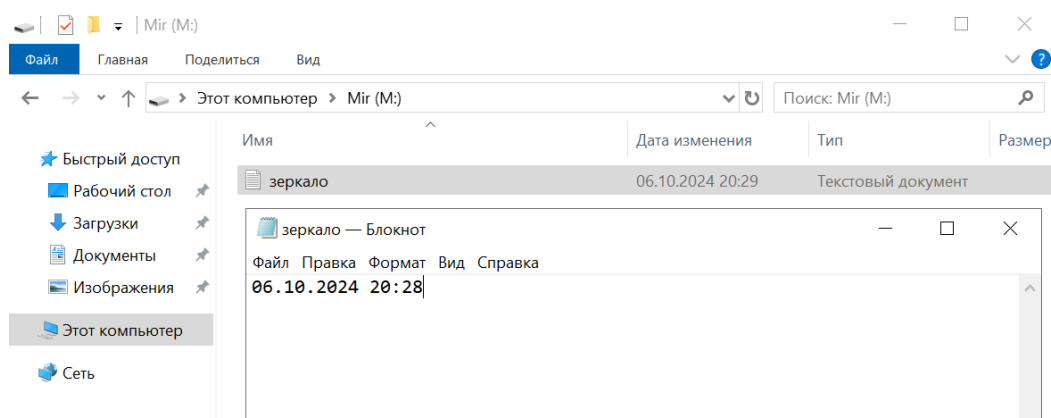 Mir (M:)
Файл Главная Поделиться Вид
Этот компьютер Mir (M:) Поиск: Mir (M:)
Имя Дата изменения Тип Размер
Быстрый доступ
Рабочий стол
Загрузки
Документы
Изображения
Этот компьютер
Сеть
зеркало 06.10.2024 20:29 Текстовый документ
зеркало — Блокнот
Файл Правка Формат Вид Справка
06.10.2024 20:28